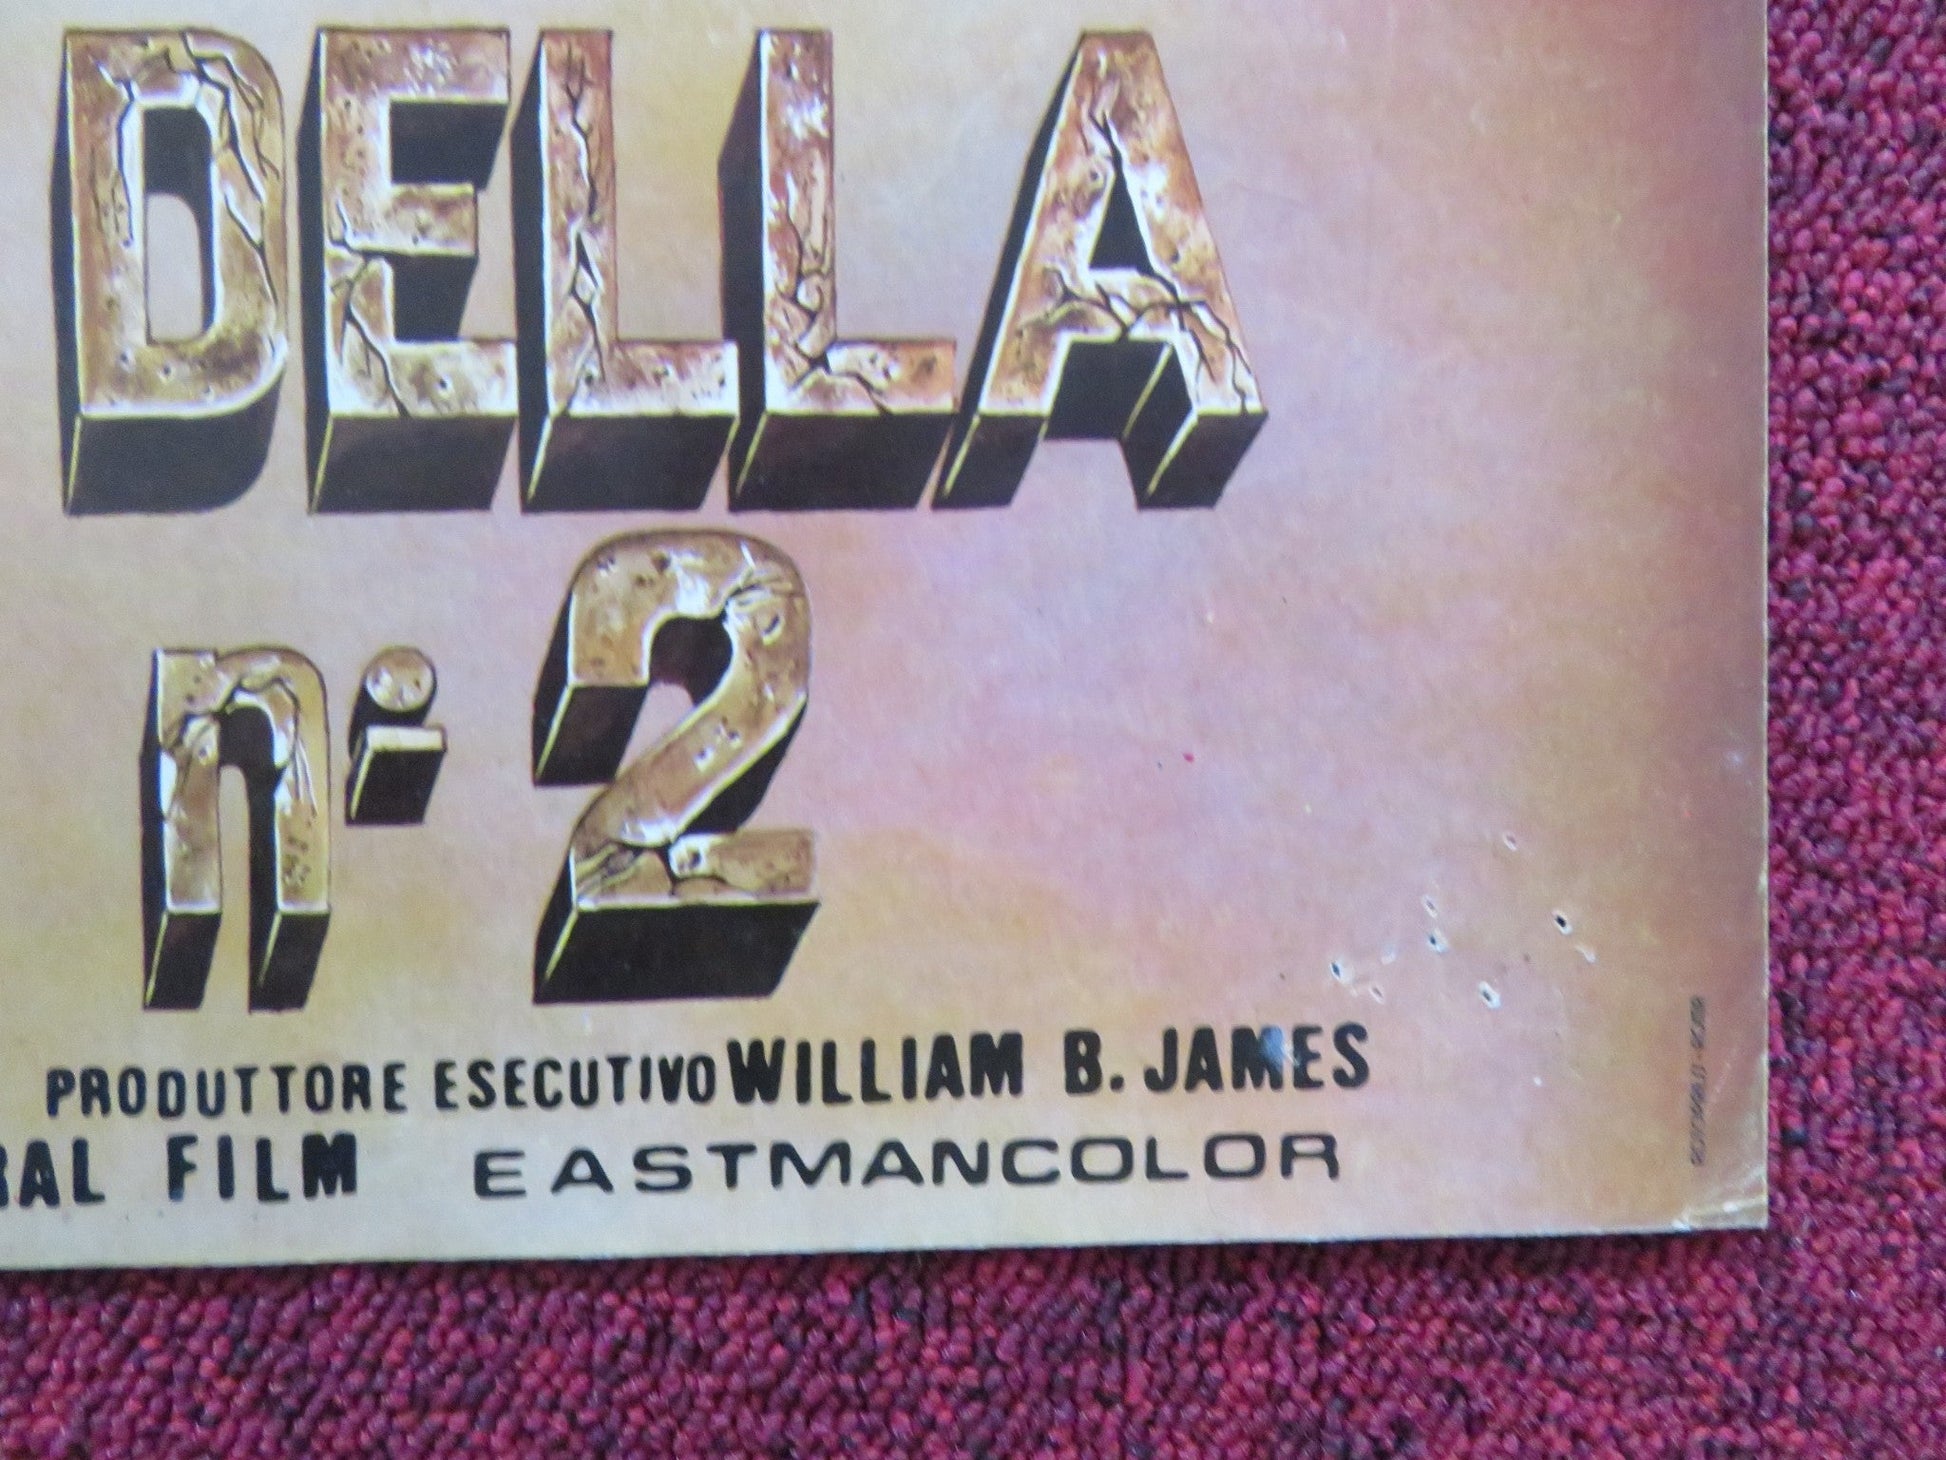 DELLA
n. 2
PRODUTTORE ESECUTIVO WILLIAM B. JAMES
RAL FILM EASTMANCOLOR